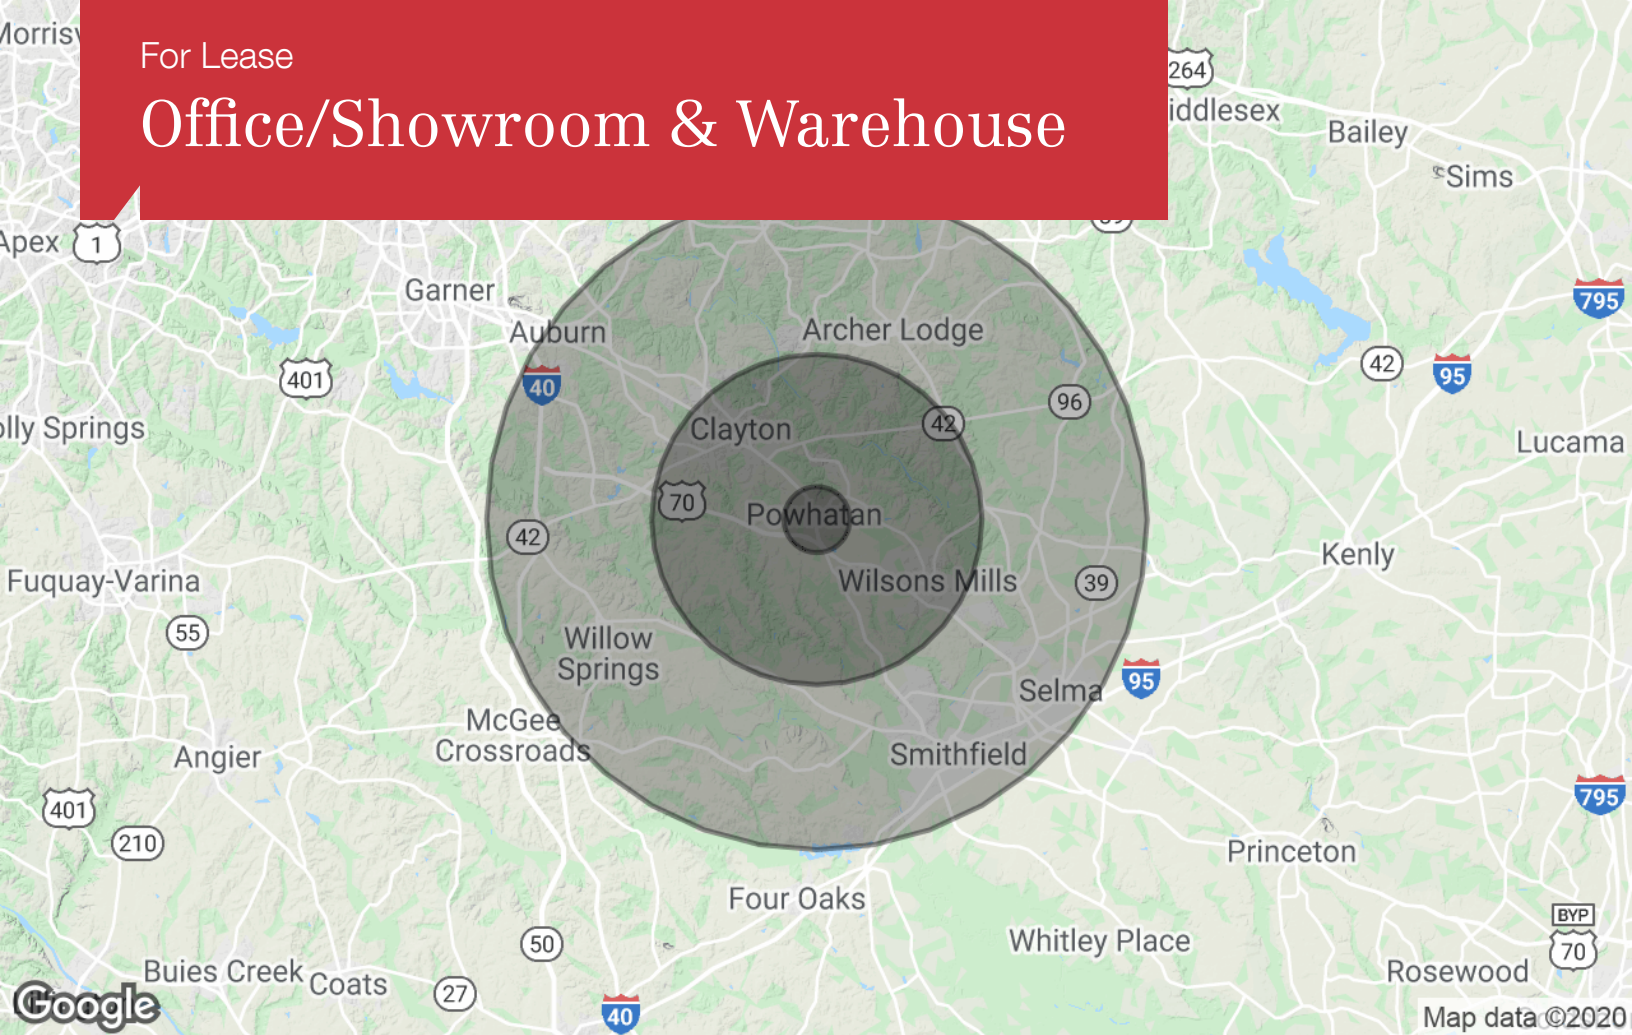 For Lease
Office/Showroom & Warehouse
264
Bailey
Sims
Apex
1
Garner
795
Auburn
Archer Lodge
42
401
40
95
96
Clayton
42
Lucama
70
Powhatan
42
Kenly
Fuquay-Varina
Wilsons Mills
39
55
Willow
Springs
Selma
95
McGee
Crossroads
Smithfield
Angier
795
401
210
Princeton
Four Oaks
BYP
70
Whitley Place
50
Buies Creek
Coats
27
Rosewood
Google
40
Map data ©2020